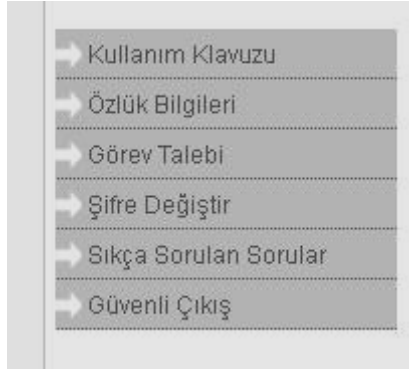 Kullanım Klavuzu
Özlük Bilgileri
Görev Talebi
Şifre Değiştir
Sıkça Sorulan Sorular
Güvenli Çıkış